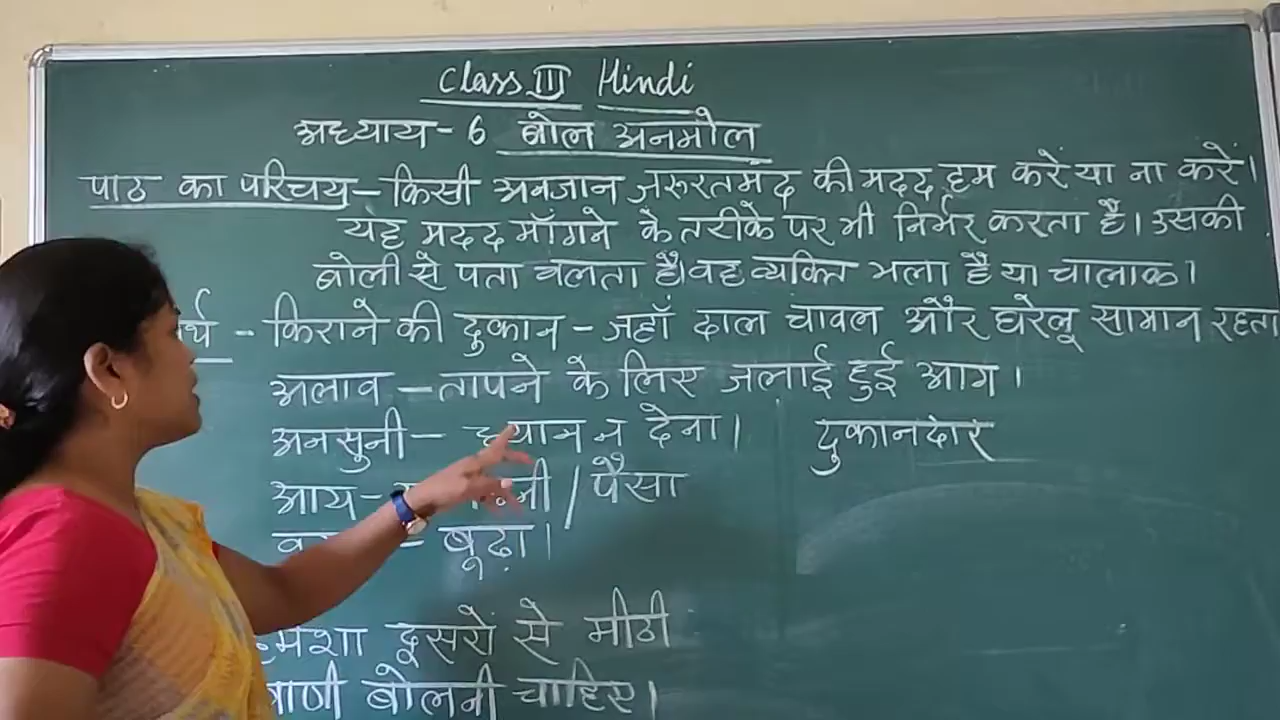 Class III Hindi
अध्याय- 6 बोल अनमोल
पाठ का परिचय - किसी अनजान ज़रूरतमंद की मदद हम करें या ना करें।
यह मदद माँगने के तरीके पर भी निर्भर करता है। उसकी
बोली से पता चलता है। वह व्यक्ति भला है या चालाक।
र्थ - किराने की दुकान - जहाँ दाल चावल और घरेलू सामान रहता
अलाव - तापने के लिए जलाई हुई आग।
अनसुनी - ध्यान न देना। दुकानदार
आय - / पैसा
- बूढ़ा।
दूसरों से मीठी
बोलनी चाहिए।